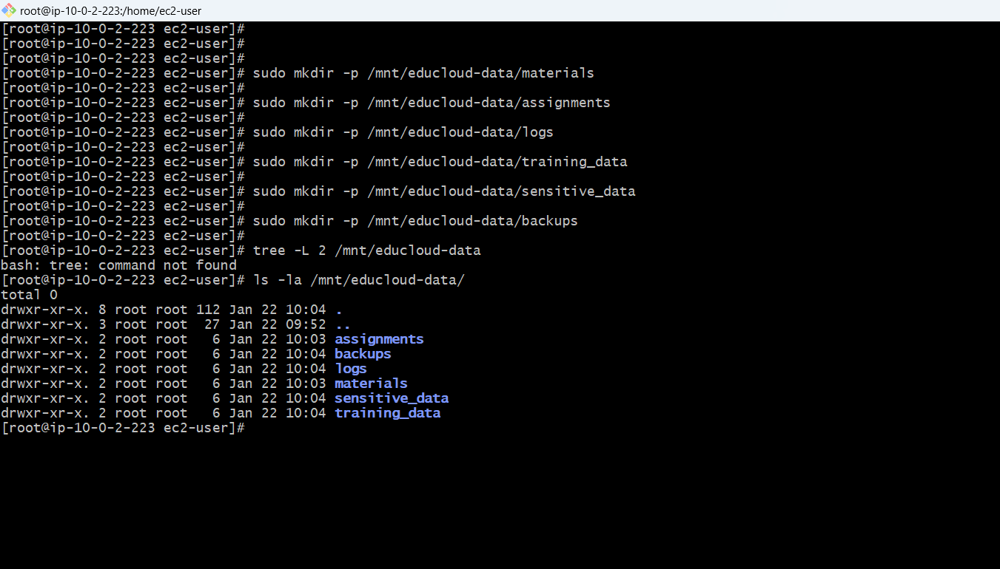 root@ip-10-0-2-223:/home/ec2-user
[root@ip-10-0-2-223 ec2-user]#
[root@ip-10-0-2-223 ec2-user]#
[root@ip-10-0-2-223 ec2-user]#
[root@ip-10-0-2-223 ec2-user]# sudo mkdir -p /mnt/educloud-data/materials
[root@ip-10-0-2-223 ec2-user]#
[root@ip-10-0-2-223 ec2-user]# sudo mkdir -p /mnt/educloud-data/assignments
[root@ip-10-0-2-223 ec2-user]#
[root@ip-10-0-2-223 ec2-user]# sudo mkdir -p /mnt/educloud-data/logs
[root@ip-10-0-2-223 ec2-user]#
[root@ip-10-0-2-223 ec2-user]# sudo mkdir -p /mnt/educloud-data/training_data
[root@ip-10-0-2-223 ec2-user]#
[root@ip-10-0-2-223 ec2-user]# sudo mkdir -p /mnt/educloud-data/sensitive_data
[root@ip-10-0-2-223 ec2-user]#
[root@ip-10-0-2-223 ec2-user]# sudo mkdir -p /mnt/educloud-data/backups
[root@ip-10-0-2-223 ec2-user]#
[root@ip-10-0-2-223 ec2-user]# tree -L 2 /mnt/educloud-data
bash: tree: command not found
[root@ip-10-0-2-223 ec2-user]# ls -la /mnt/educloud-data/
total 0
drwxr-xr-x. 8 root root 112 Jan 22 10:04 .
drwxr-xr-x. 3 root root  27 Jan 22 09:52 ..
drwxr-xr-x. 2 root root   6 Jan 22 10:03 assignments
drwxr-xr-x. 2 root root   6 Jan 22 10:04 backups
drwxr-xr-x. 2 root root   6 Jan 22 10:04 logs
drwxr-xr-x. 2 root root   6 Jan 22 10:03 materials
drwxr-xr-x. 2 root root   6 Jan 22 10:04 sensitive_data
drwxr-xr-x. 2 root root   6 Jan 22 10:04 training_data
[root@ip-10-0-2-223 ec2-user]#